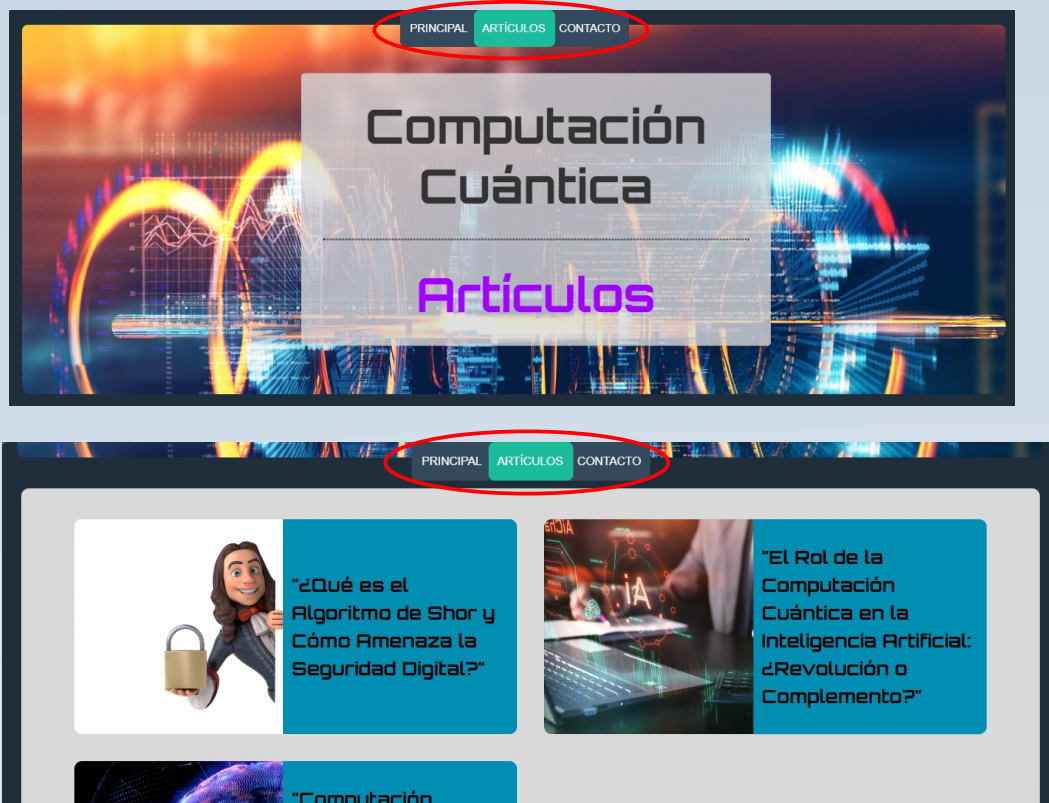 PRINCIPAL ARTÍCULOS CONTACTO
Computación
Cuántica
Artículos
PRINCIPAL ARTÍCULOS CONTACTO
"¿Qué es el
Algoritmo de Shor y
Cómo Amenaza la
Seguridad Digital?"
"El Rol de la
Computación
Cuántica en la
Inteligencia Artificial:
¿Revolución o
Complemento?"
"Computación